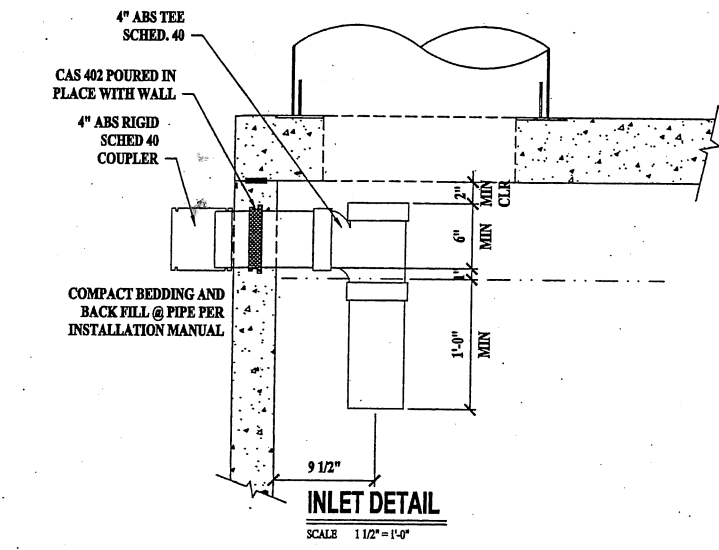 4" ABS TEE
SCHED. 40
CAS 402 POURED IN
PLACE WITH WALL
4" ABS RIGID
SCHED 40
COUPLER
2"
MIN
CLR
6"
MIN
1"
COMPACT BEDDING AND
BACK FILL @ PIPE PER
INSTALLATION MANUAL
1'-0"
MIN
9 1/2"
INLET DETAIL
SCALE 1 1/2" = 1'-0"